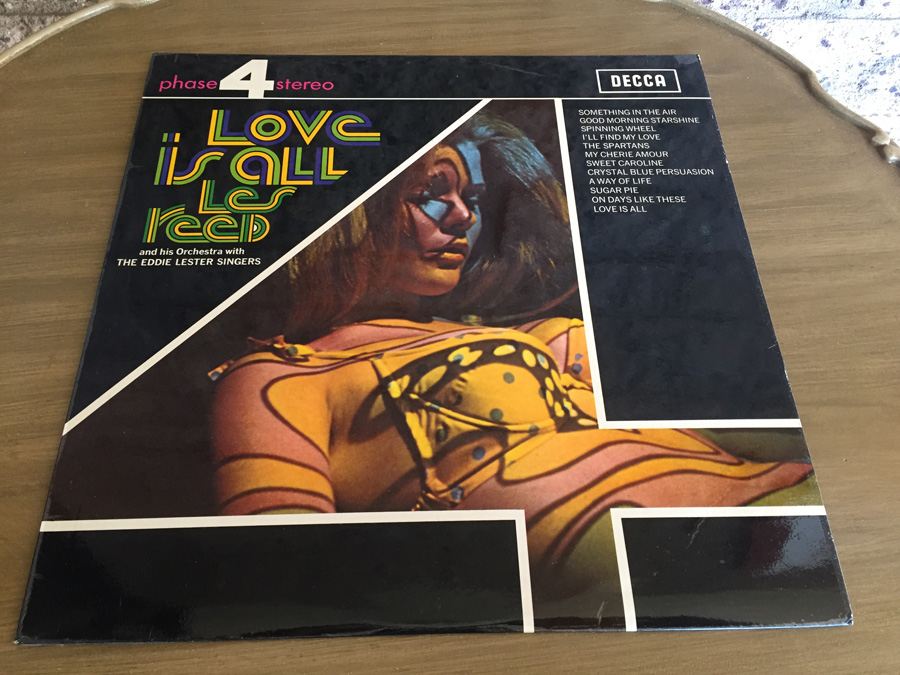 phase 4 stereo
DECCA
LOVE
is all
Les
reed
and his Orchestra with
THE EDDIE LESTER SINGERS
SOMETHING IN THE AIR
GOOD MORNING STARSHINE
SPINNING WHEEL
I'LL FIND MY LOVE
THE SPARTANS
MY CHERIE AMOUR
SWEET CAROLINE
CRYSTAL BLUE PERSUASION
A WAY OF LIFE
SUGAR PIE
ON DAYS LIKE THESE
LOVE IS ALL